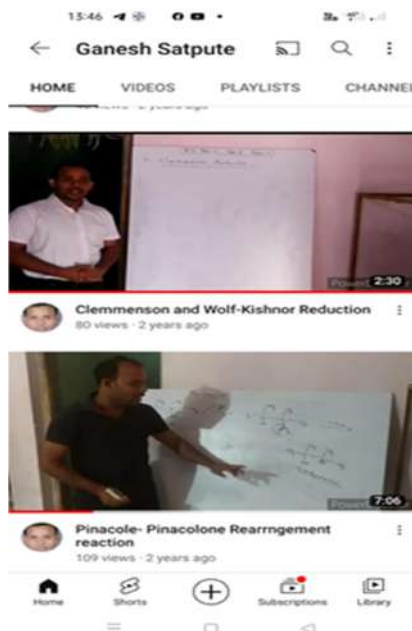 13:46
Ganesh Satpute
HOME VIDEOS PLAYLISTS CHANNEL
2:30
Clemmenson and Wolf-Kishnor Reduction
80 views · 2 years ago
7:06
Pinacole- Pinacolone Rearrngement
reaction
109 views · 2 years ago
Home Shorts Subscriptions Library